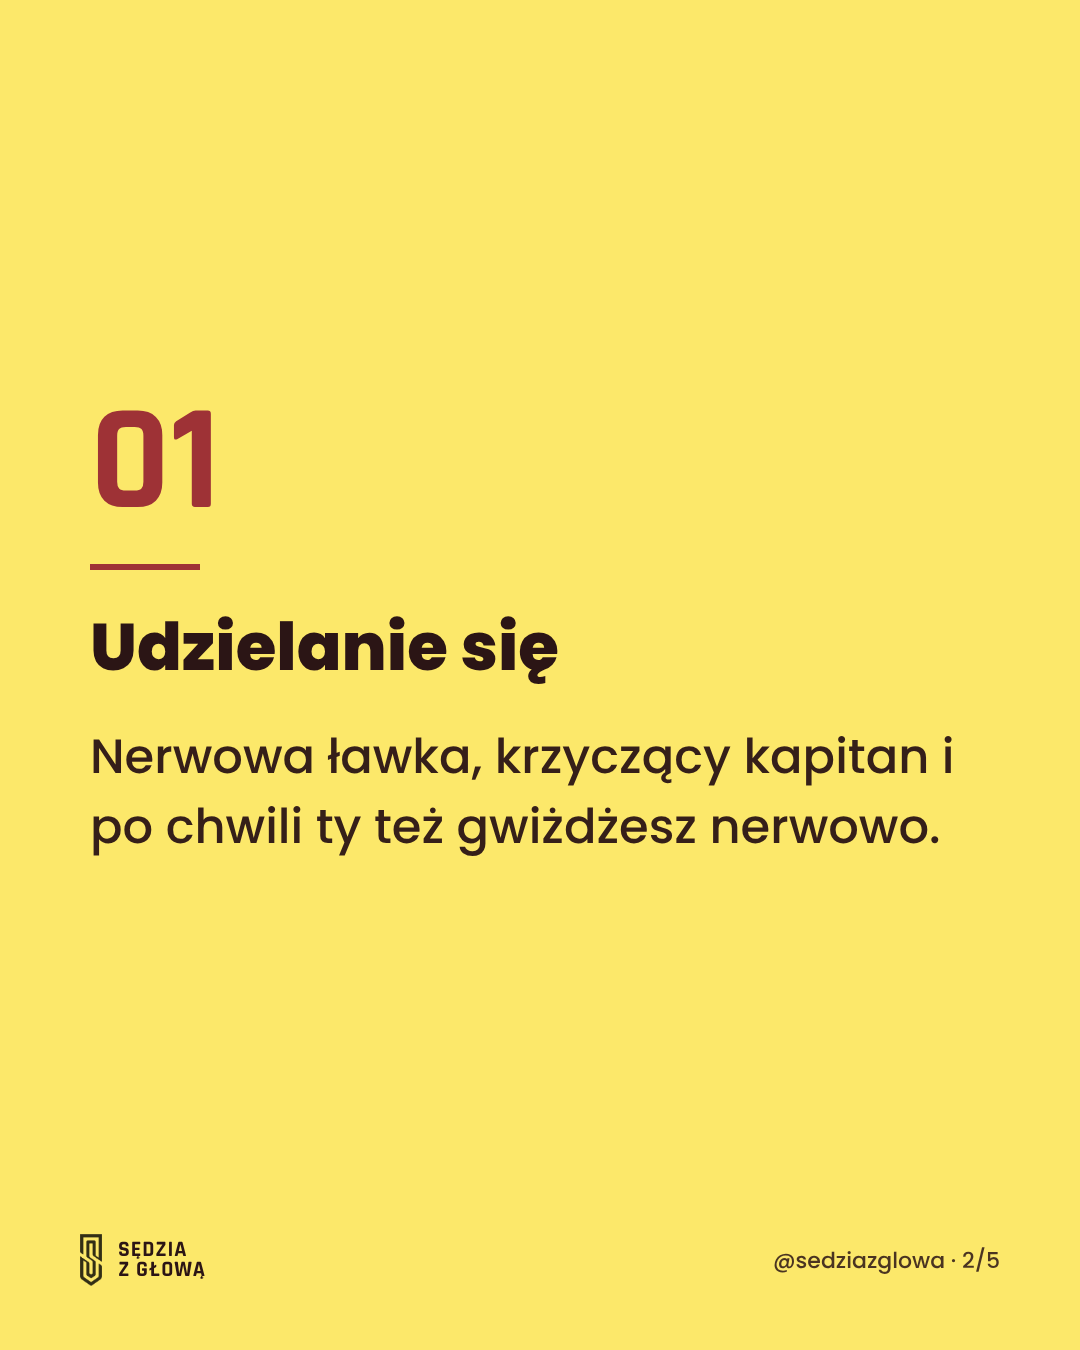 01
Udzielanie się
Nerwowa ławka, krzyczący kapitan i
po chwili ty też gwiżdżesz nerwowo.
SĘDZIA
Z GŁOWĄ
@sedziazglowa · 2/5